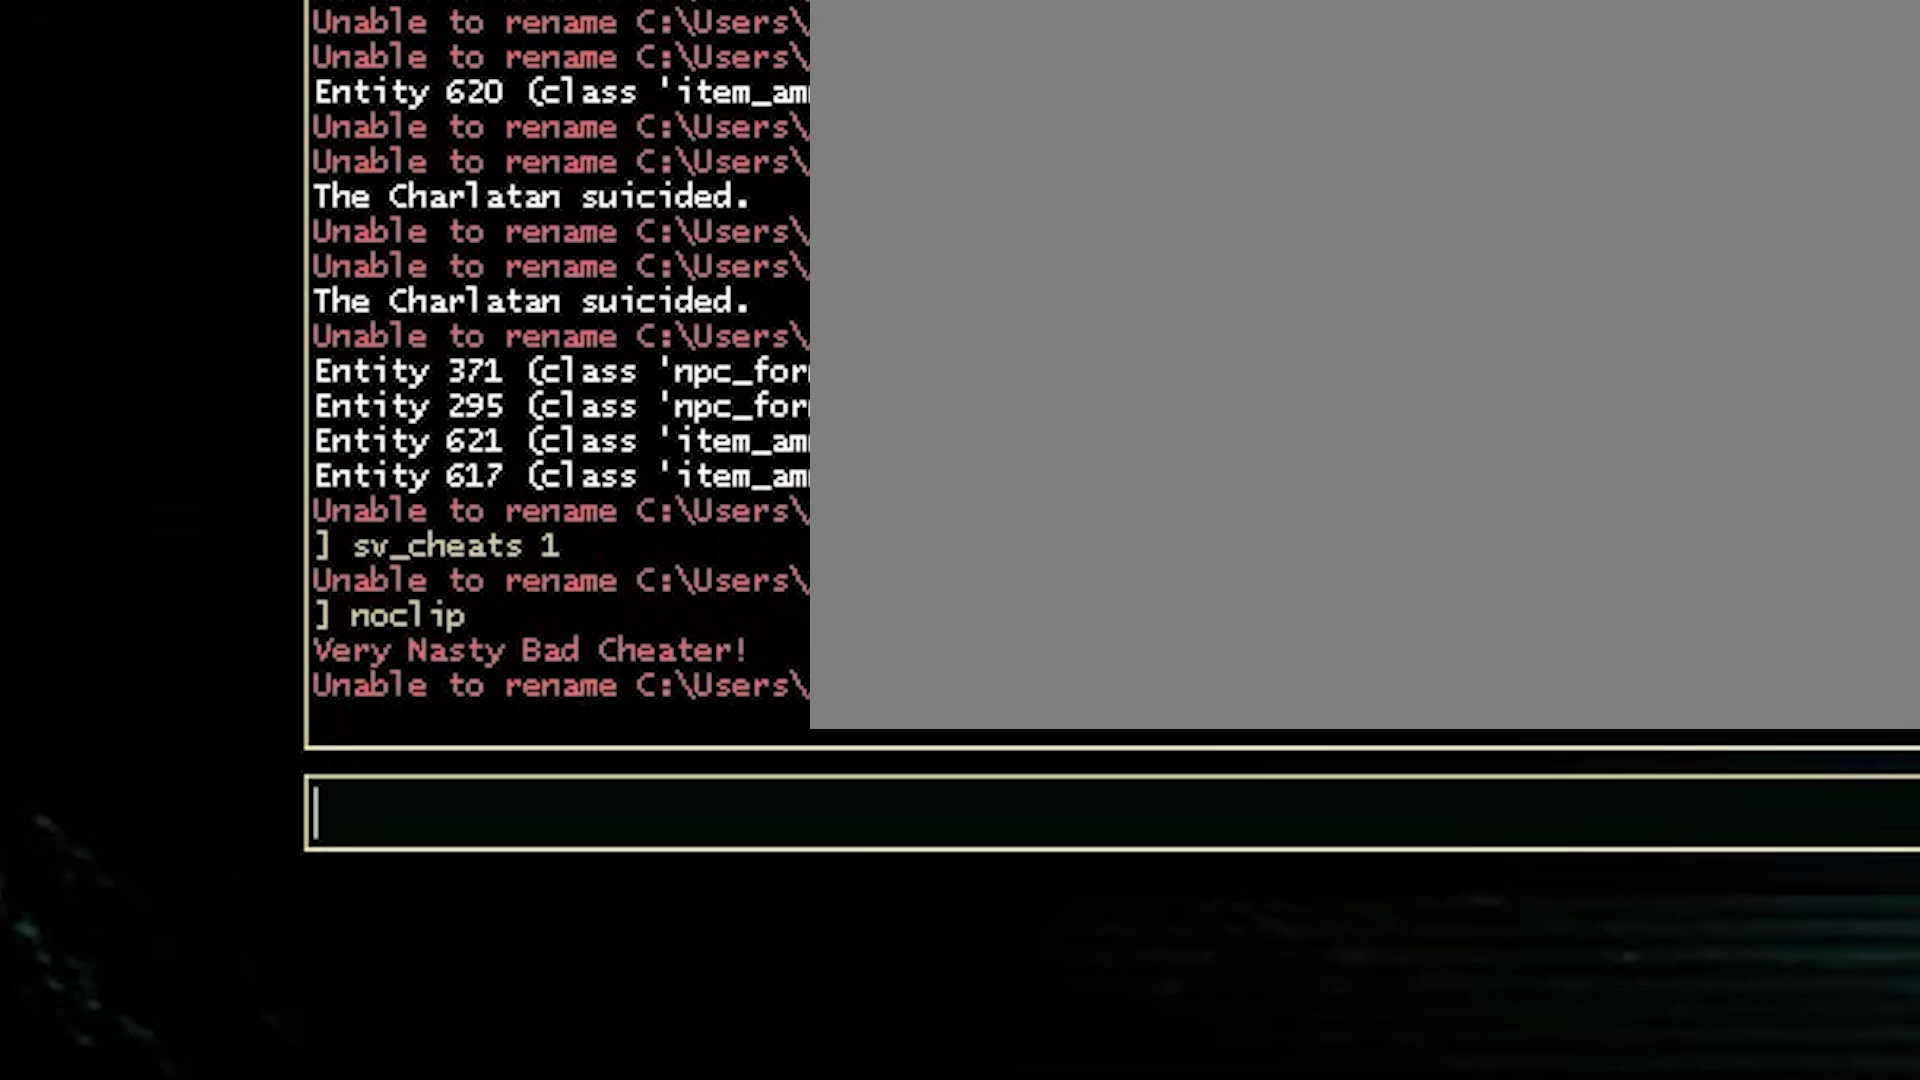 Unable to rename C:\Users\
Unable to rename C:\Users\
Entity 620 (class 'item_am
Unable to rename C:\Users\
Unable to rename C:\Users\
The Charlatan suicided.
Unable to rename C:\Users\
Unable to rename C:\Users\
The Charlatan suicided.
Unable to rename C:\Users\
Entity 371 (class 'npc_for
Entity 295 (class 'npc_for
Entity 621 (class 'item_am
Entity 617 (class 'item_am
Unable to rename C:\Users\
] sv_cheats 1
Unable to rename C:\Users\
] noclip
Very Nasty Bad Cheater!
Unable to rename C:\Users\